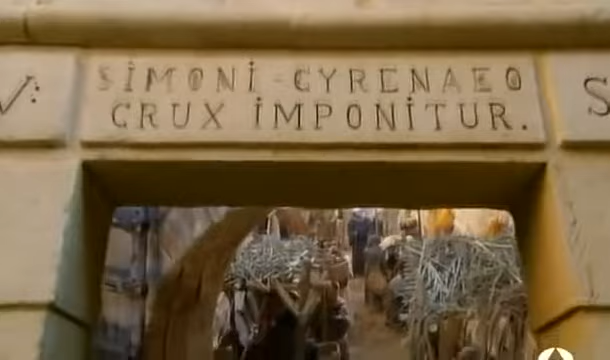 V: SIMONI = CYRENAEO S
CRUX IMPONITUR.